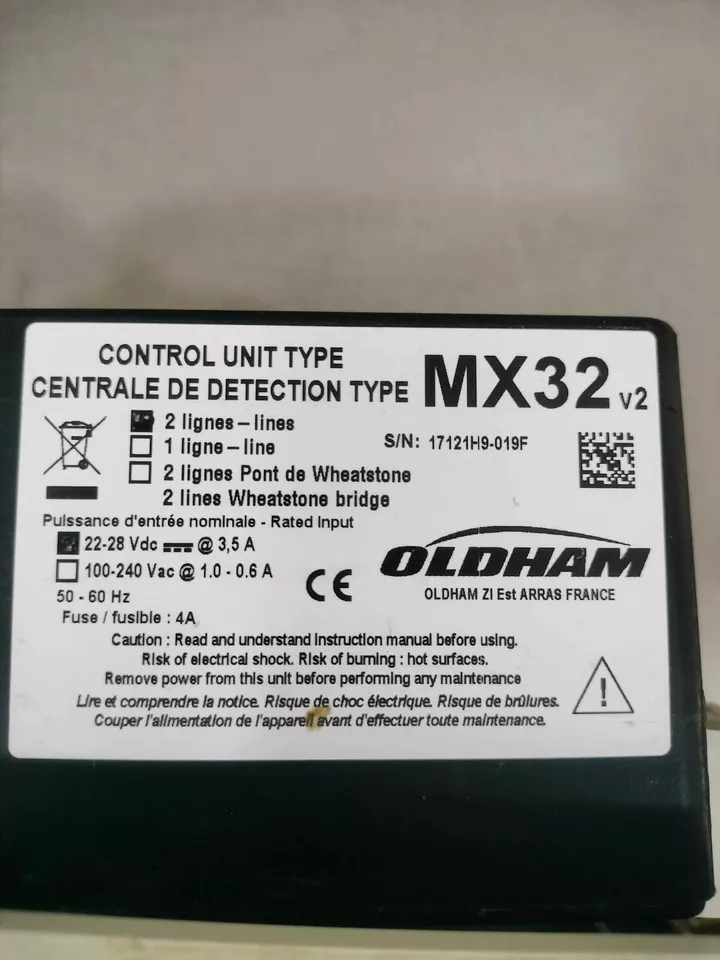 CONTROL UNIT TYPE
CENTRALE DE DETECTION TYPE MX32 v2
2 lignes – lines
1 ligne – line
S/N: 17121H9-019F
2 lignes Pont de Wheatstone
2 lines Wheatstone bridge
Puissance d'entrée nominale - Rated Input
22-28 Vdc @ 3,5 A
100-240 Vac @ 1.0 - 0.6 A
50 - 60 Hz
CE
OLDHAM
OLDHAM ZI Est ARRAS FRANCE
Fuse / fusible : 4A
Caution : Read and understand instruction manual before using.
Risk of electrical shock. Risk of burning : hot surfaces.
Remove power from this unit before performing any maintenance
Lire et comprendre la notice. Risque de choc électrique. Risque de brûlures.
Couper l'alimentation de l'appareil avant d'effectuer toute maintenance.